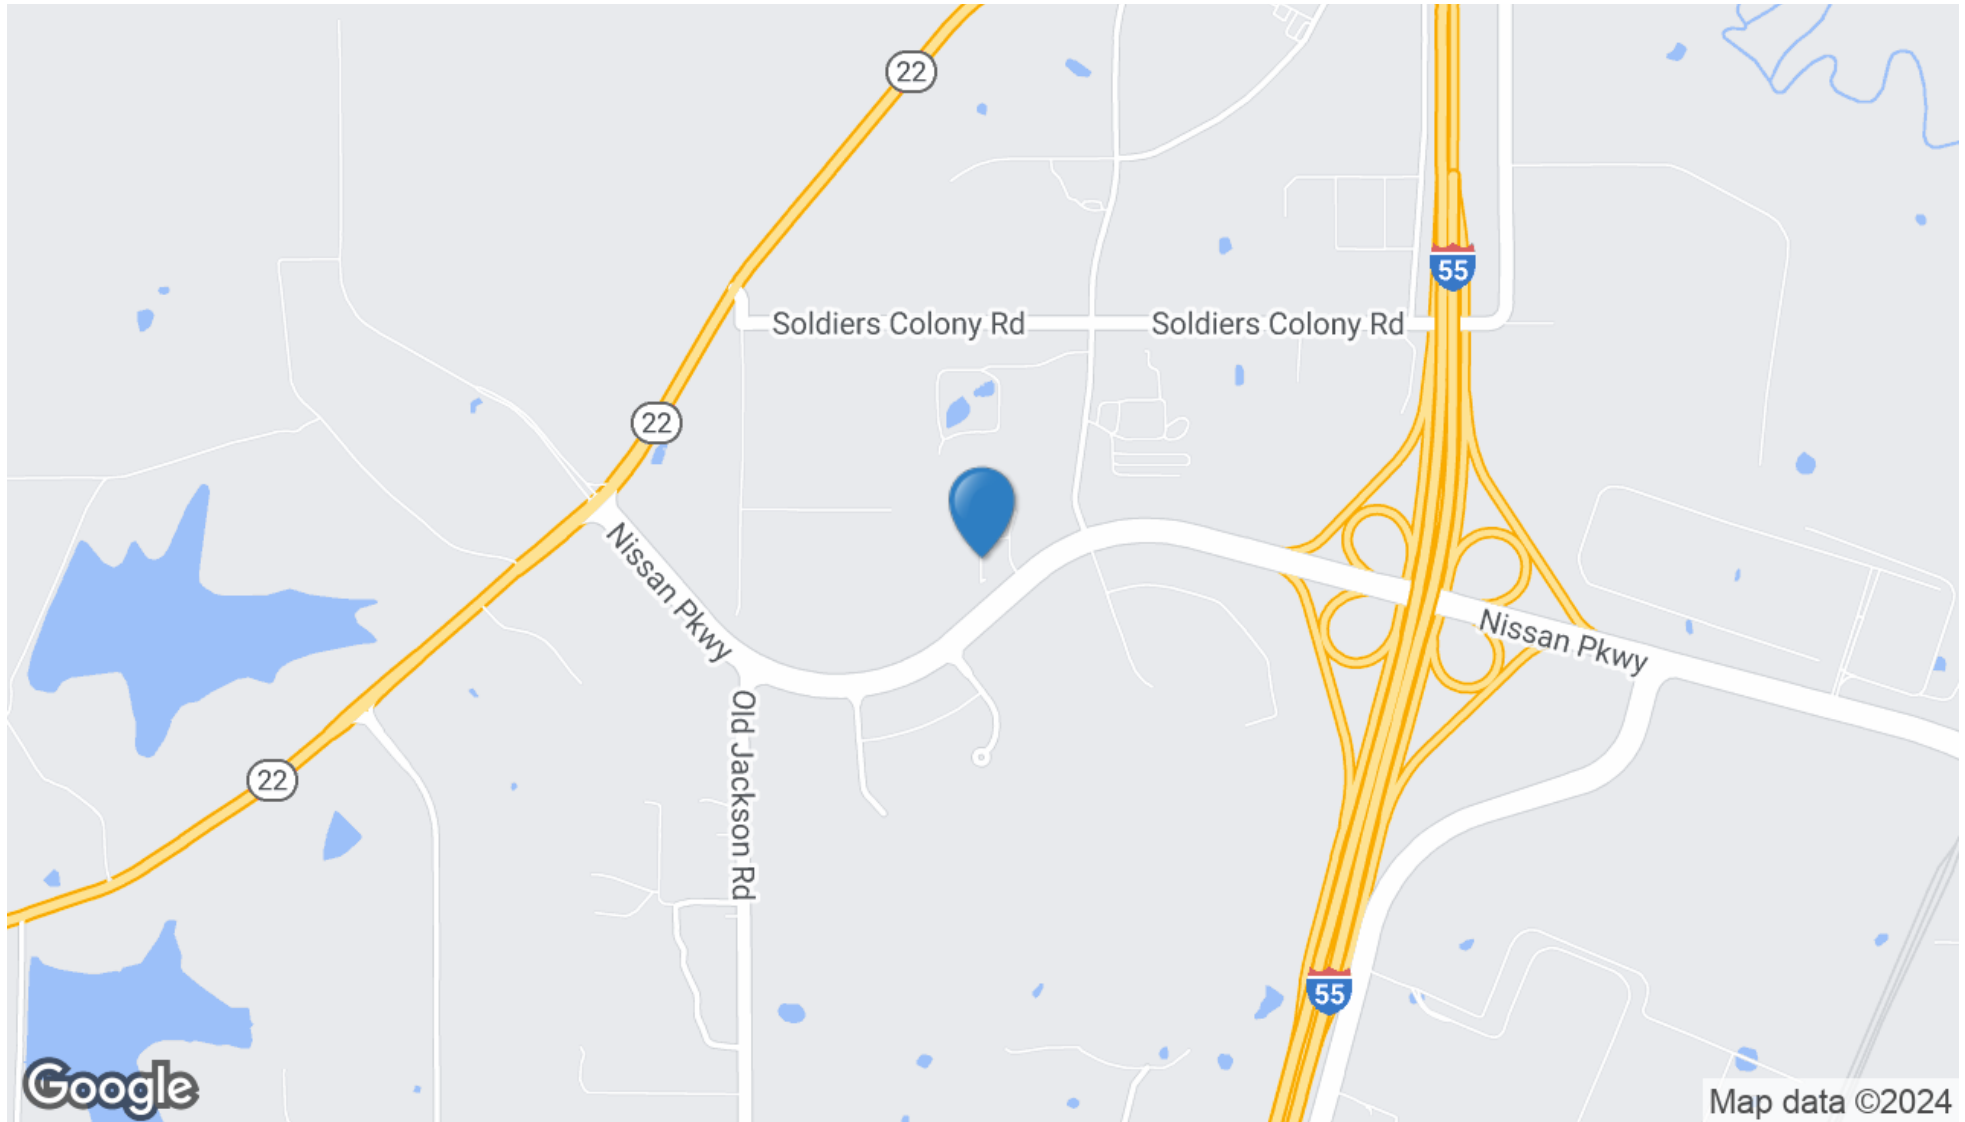 22
55
Soldiers Colony Rd
Soldiers Colony Rd
22
Nissan Pkwy
Nissan Pkwy
Old Jackson Rd
22
55
Google
Map data ©2024